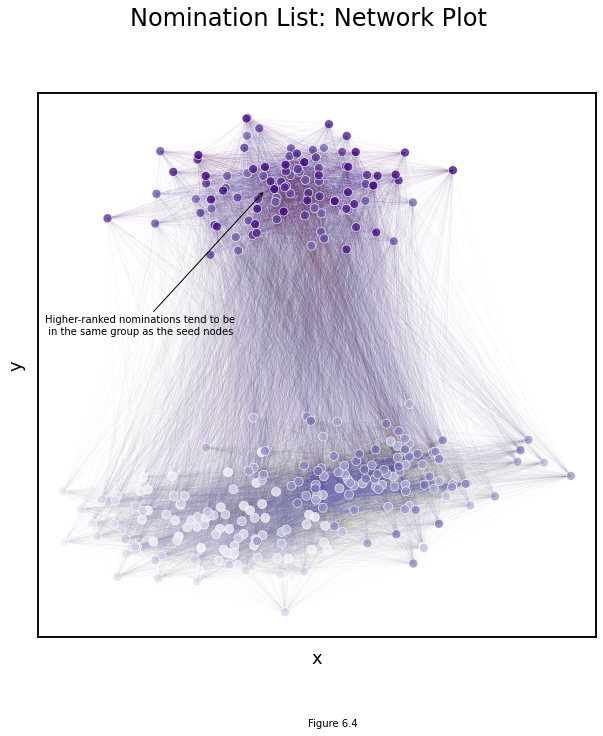 Nomination List: Network Plot
y
Higher-ranked nominations tend to be
in the same group as the seed nodes
x
Figure 6.4